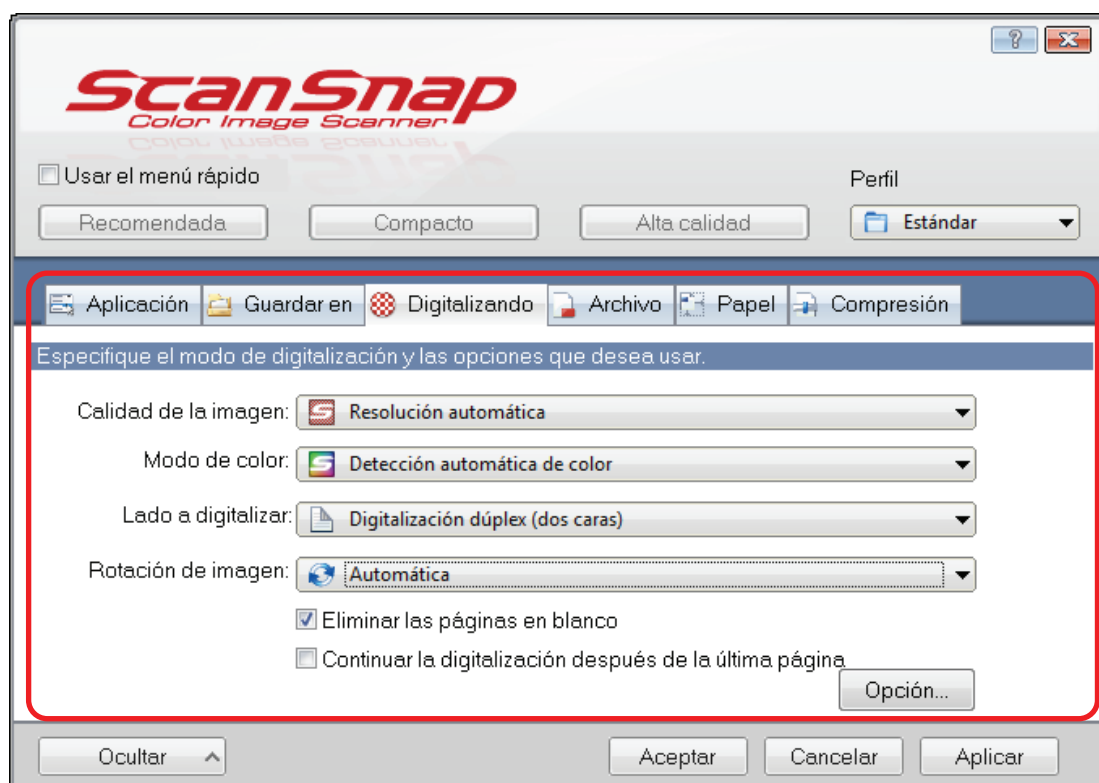 ScanSnap
Color Image Scanner
Usar el menú rápido
Perfil
Recomendada Compacto Alta calidad Estándar
Aplicación Guardar en Digitalizando Archivo Papel Compresión
Especifique el modo de digitalización y las opciones que desea usar.
Calidad de la imagen: Resolución automática
Modo de color: Detección automática de color
Lado a digitalizar: Digitalización dúplex (dos caras)
Rotación de imagen: Automática
Eliminar las páginas en blanco
Continuar la digitalización después de la última página
Opción...
Ocultar Aceptar Cancelar Aplicar